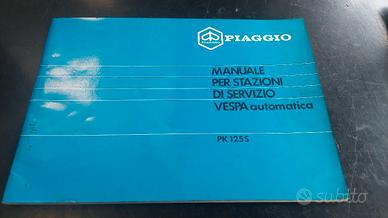 PIAGGIO
MANUALE
PER STAZIONI
DI SERVIZIO
VESPA automatica
PK 125 S
subito